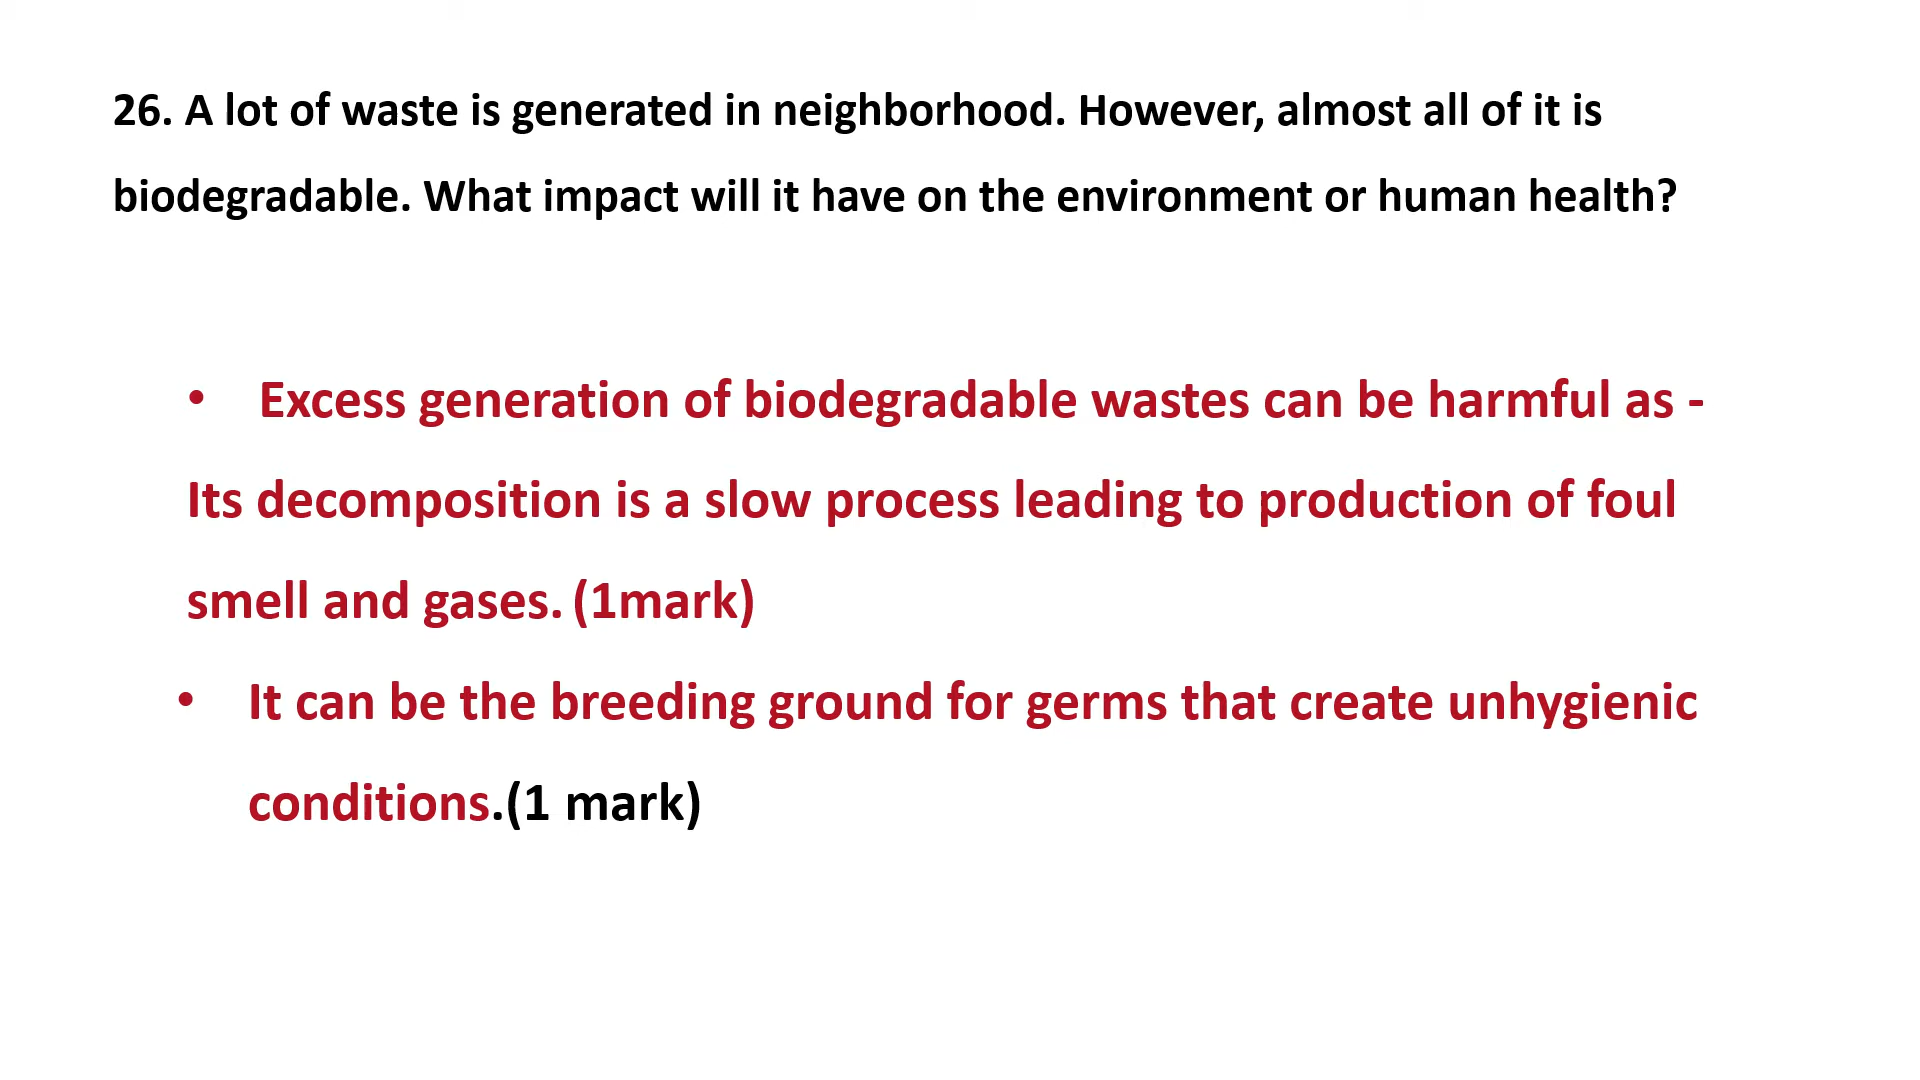 26. A lot of waste is generated in neighborhood. However, almost all of it is
biodegradable. What impact will it have on the environment or human health?
• Excess generation of biodegradable wastes can be harmful as -
Its decomposition is a slow process leading to production of foul
smell and gases. (1mark)
• It can be the breeding ground for germs that create unhygienic
conditions.(1 mark)